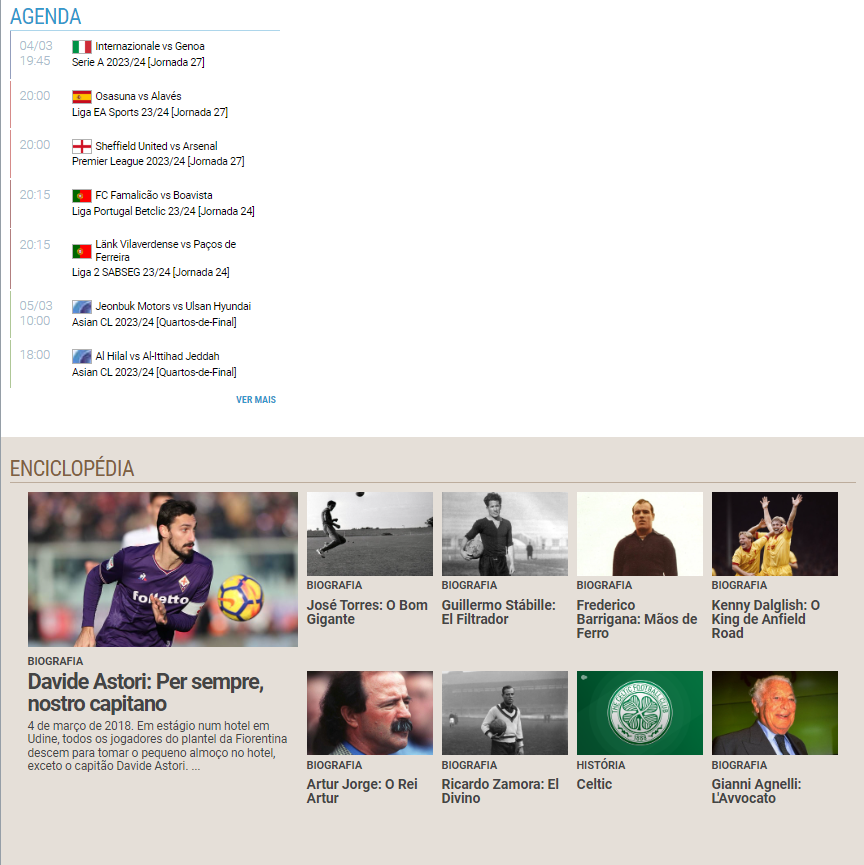 AGENDA
04/03
19:45
Internazionale vs Genoa
Serie A 2023/24 [Jornada 27]
20:00
Osasuna vs Alavés
Liga EA Sports 23/24 [Jornada 27]
20:00
Sheffield United vs Arsenal
Premier League 2023/24 [Jornada 27]
20:15
FC Famalicão vs Boavista
Liga Portugal Betclic 23/24 [Jornada 24]
20:15
Länk Vilaverdense vs Paços de
Ferreira
Liga 2 SABSEG 23/24 [Jornada 24]
05/03
10:00
Jeonbuk Motors vs Ulsan Hyundai
Asian CL 2023/24 [Quartos-de-Final]
18:00
Al Hilal vs Al-Ittihad Jeddah
Asian CL 2023/24 [Quartos-de-Final]
VER MAIS
ENCICLOPÉDIA
BIOGRAFIA
Davide Astori: Per sempre,
nostro capitano
4 de março de 2018. Em estágio num hotel em
Udine, todos os jogadores do plantel da Fiorentina
descem para tomar o pequeno almoço no hotel,
exceto o capitão Davide Astori. ...
BIOGRAFIA
José Torres: O Bom
Gigante
BIOGRAFIA
Guillermo Stábille:
El Filtrador
BIOGRAFIA
Frederico
Barrigana: Mãos de
Ferro
BIOGRAFIA
Kenny Dalglish: O
King de Anfield
Road
BIOGRAFIA
Artur Jorge: O Rei
Artur
BIOGRAFIA
Ricardo Zamora: El
Divino
THE CELTIC FOOTBALL CLUB
1888
HISTÓRIA
Celtic
BIOGRAFIA
Gianni Agnelli:
L'Avvocato